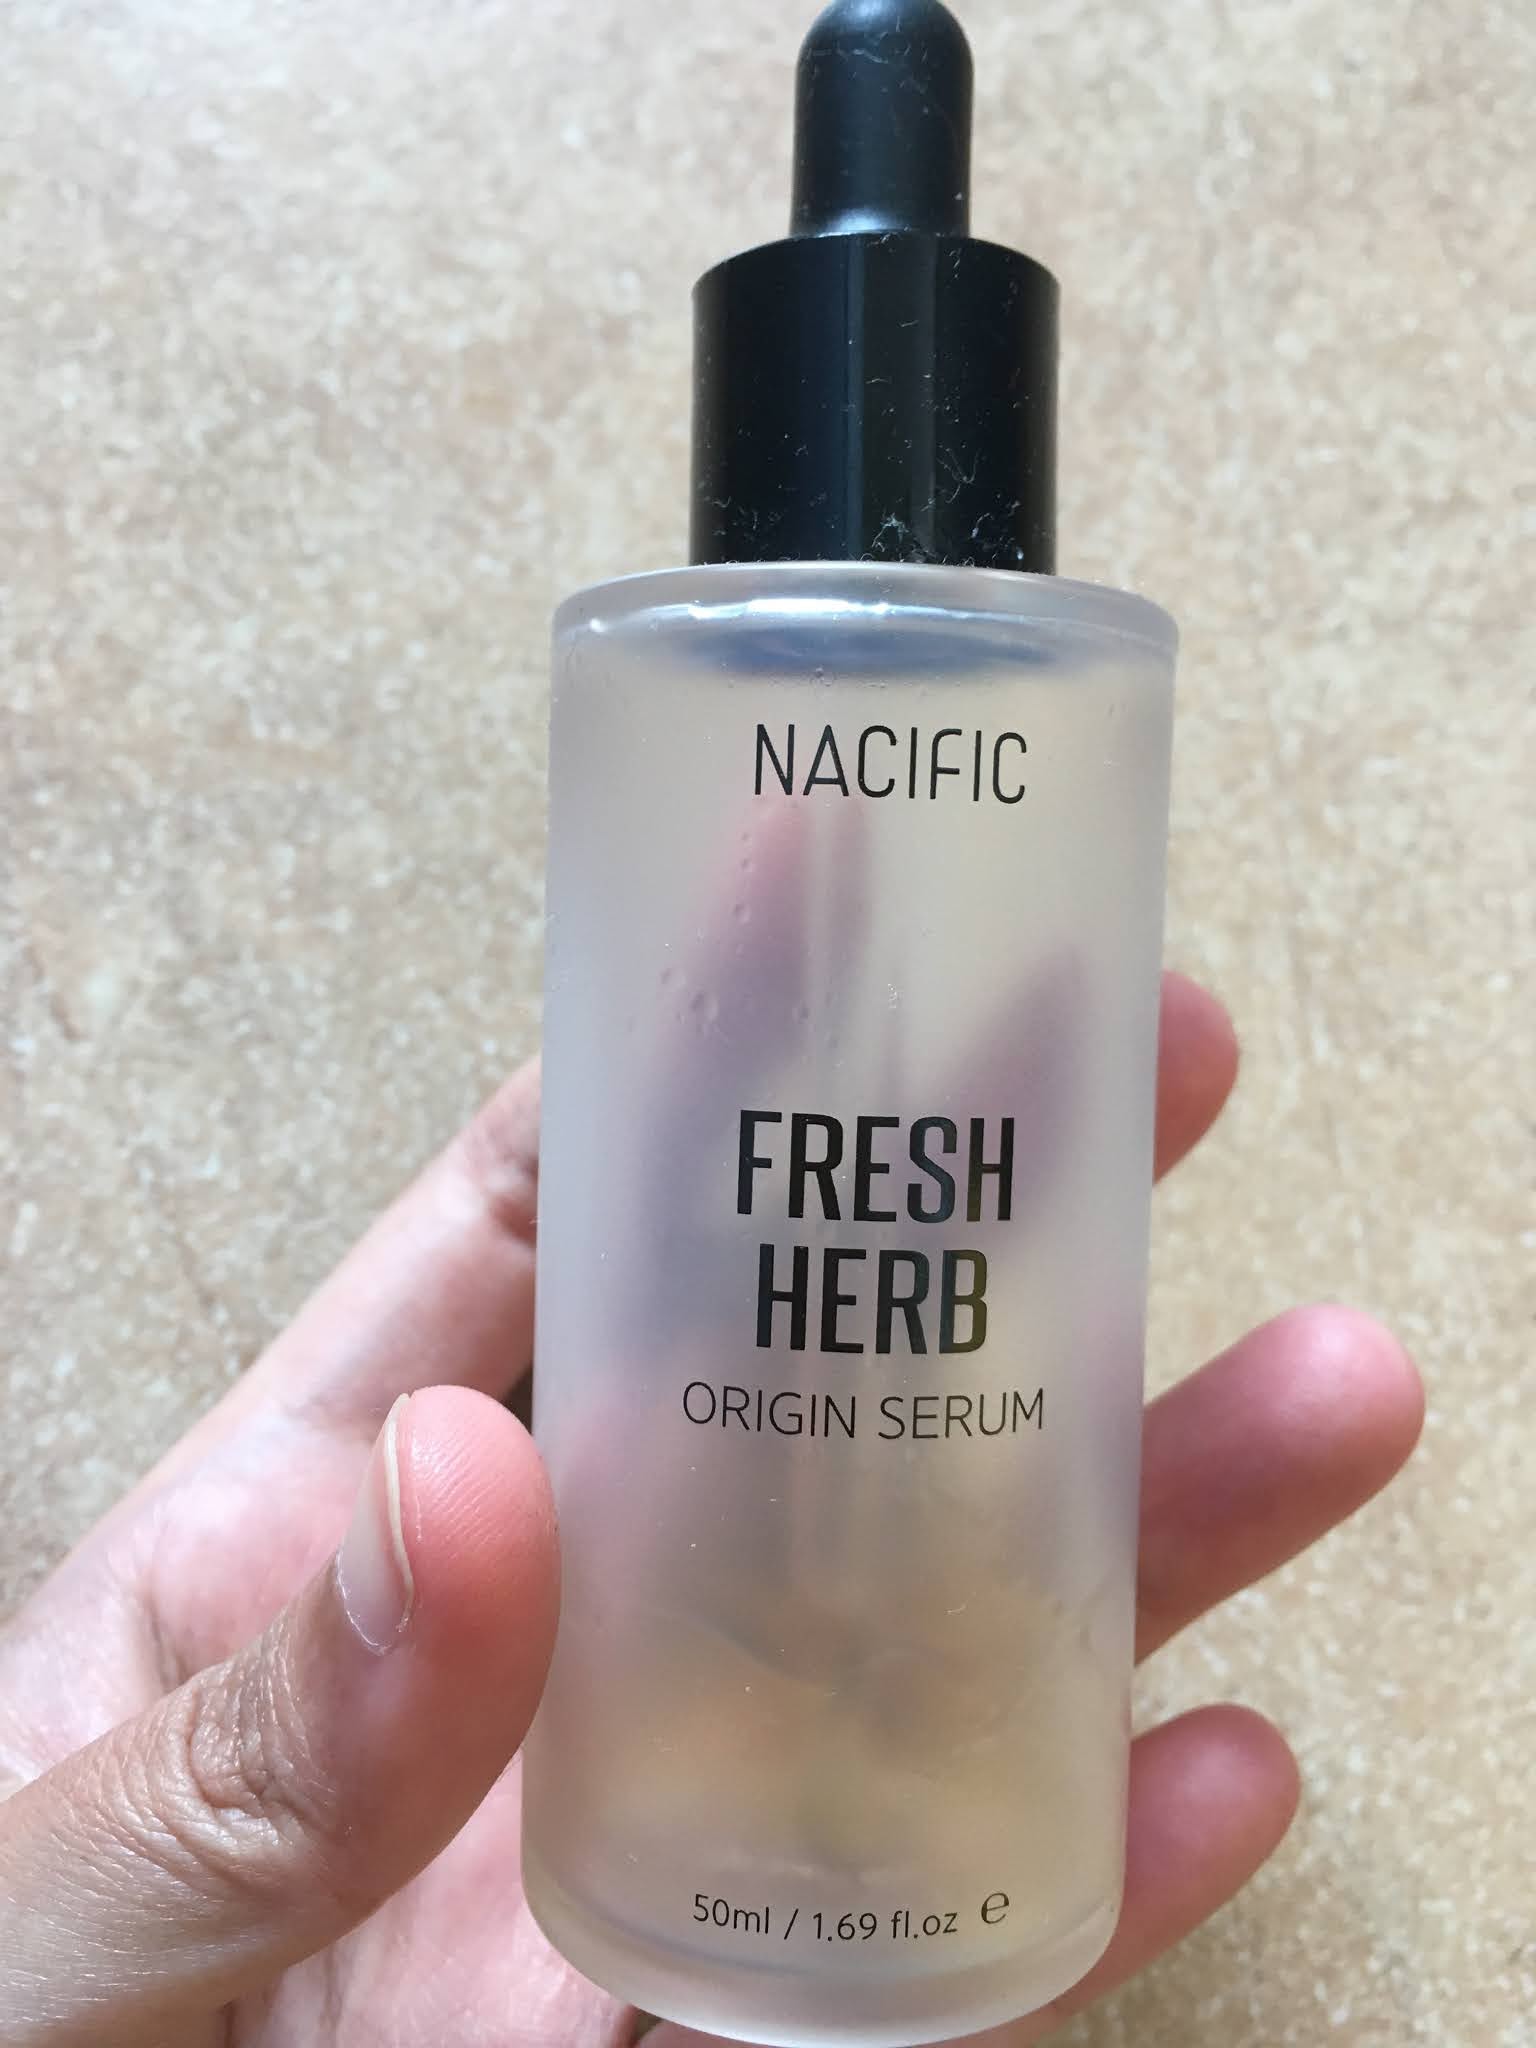 NACIFIC
FRESH
HERB
ORIGIN SERUM
50ml / 1.69 fl.oz ℮